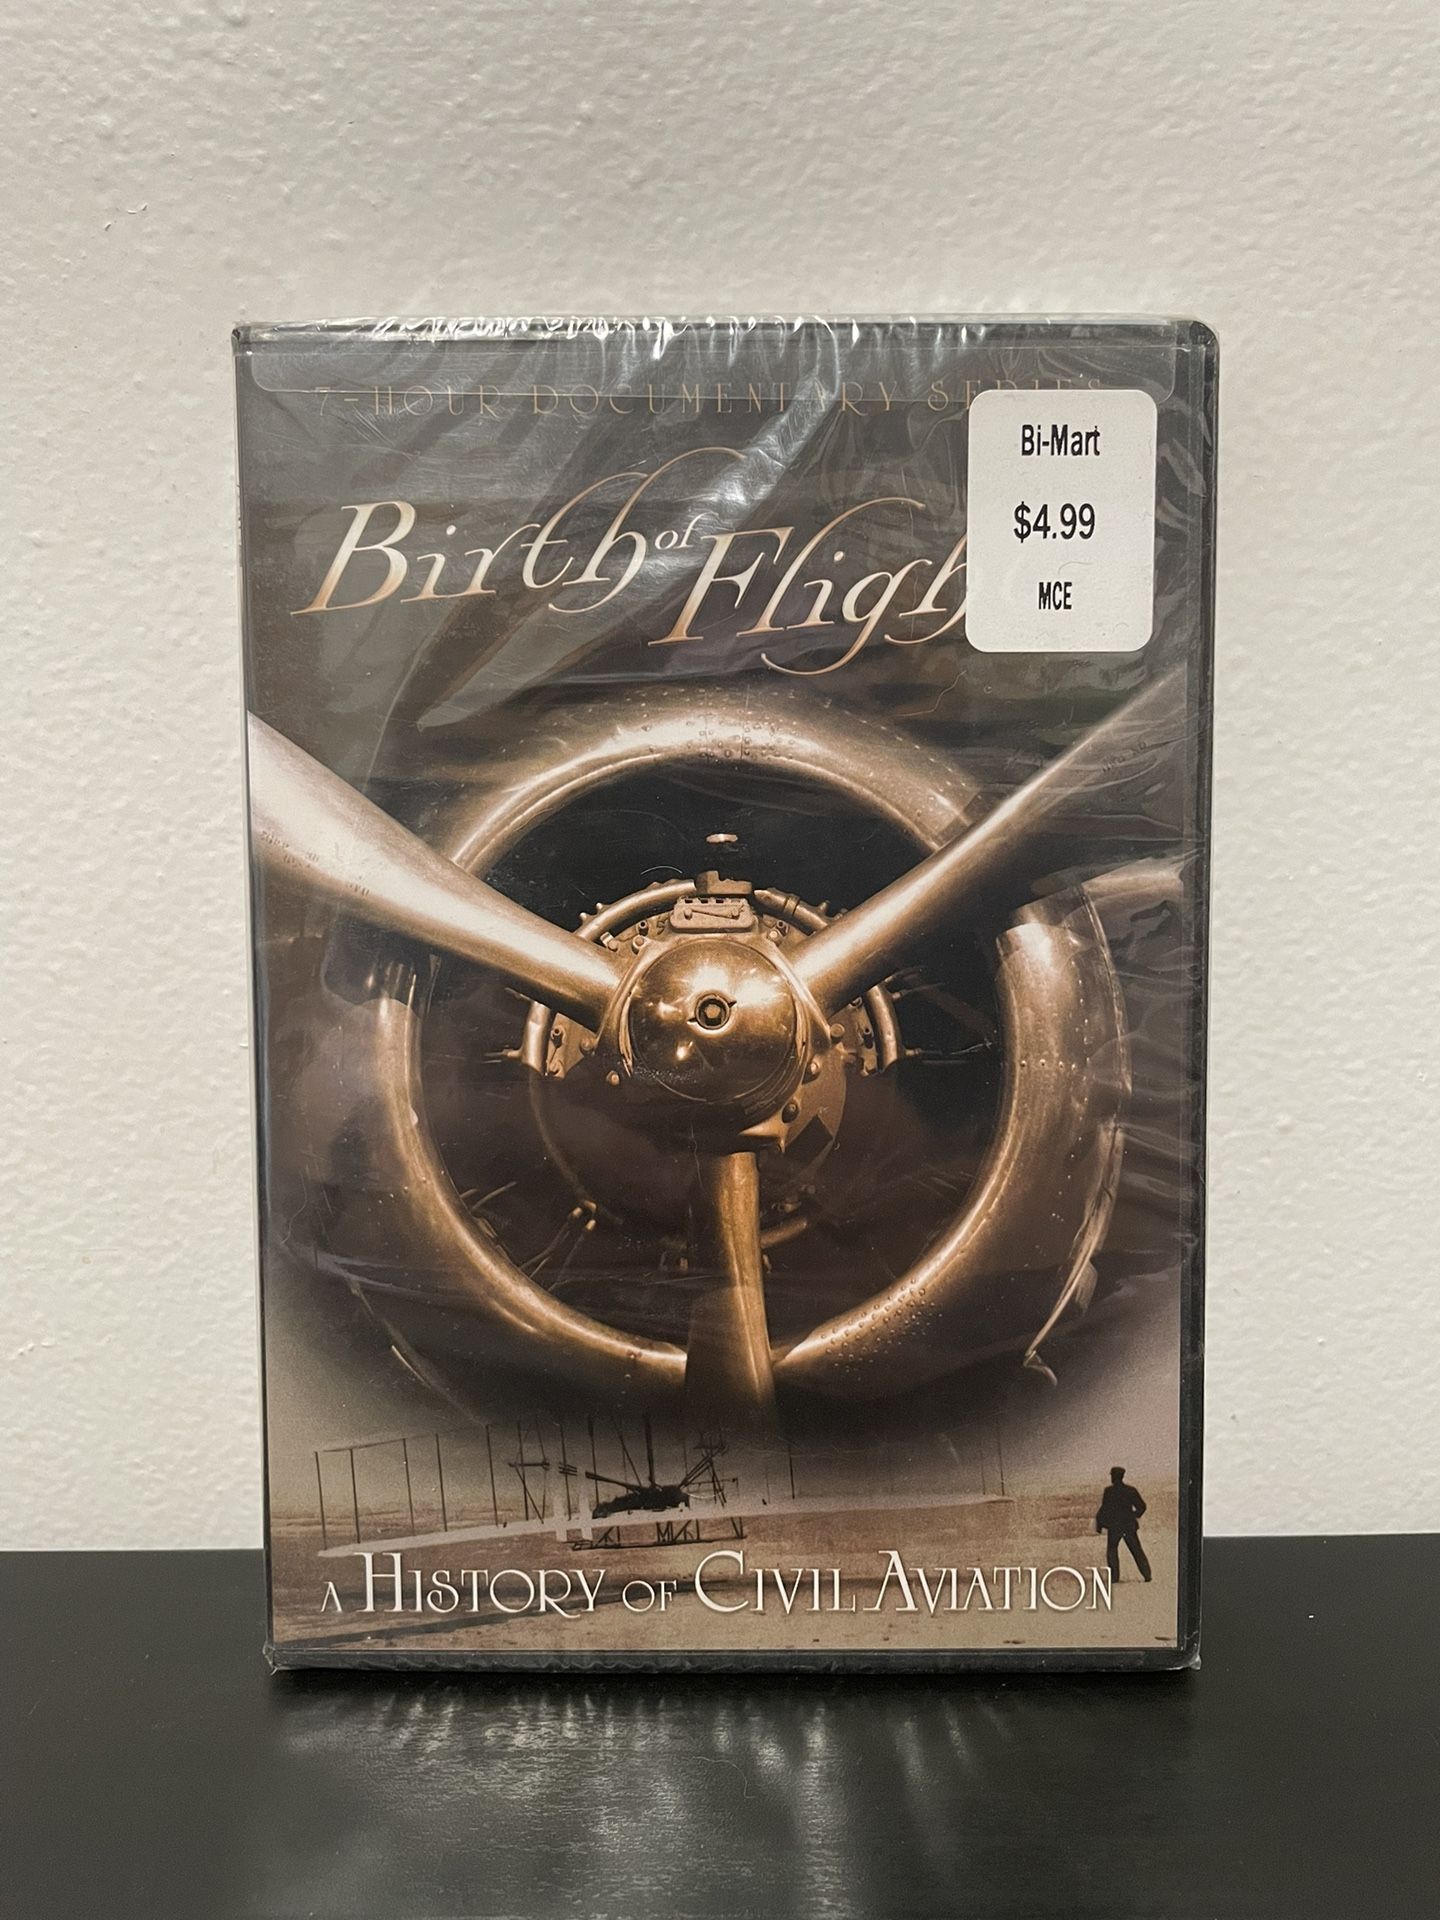 7-HOUR DOCUMENTARY SERIES
Birth of Fligh
Bi-Mart
$4.99
MCE
A HISTORY OF CIVIL AVIATION